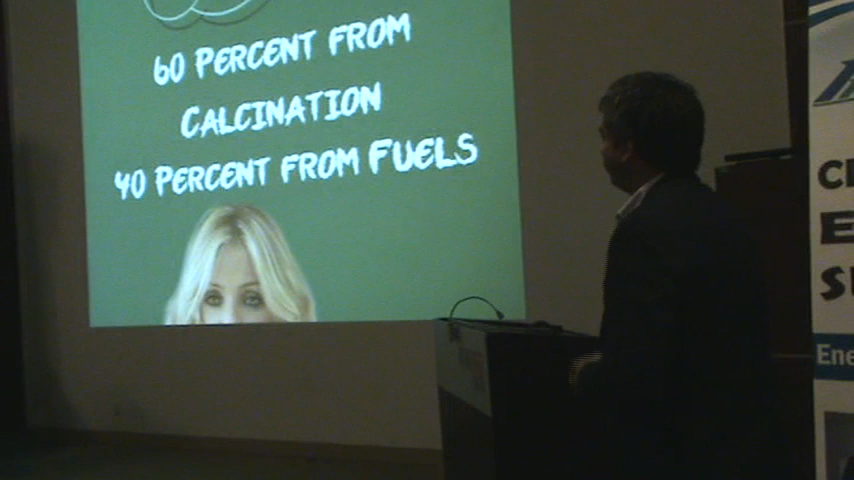 60 PERCENT FROM
CALCINATION
40 PERCENT FROM FUELS